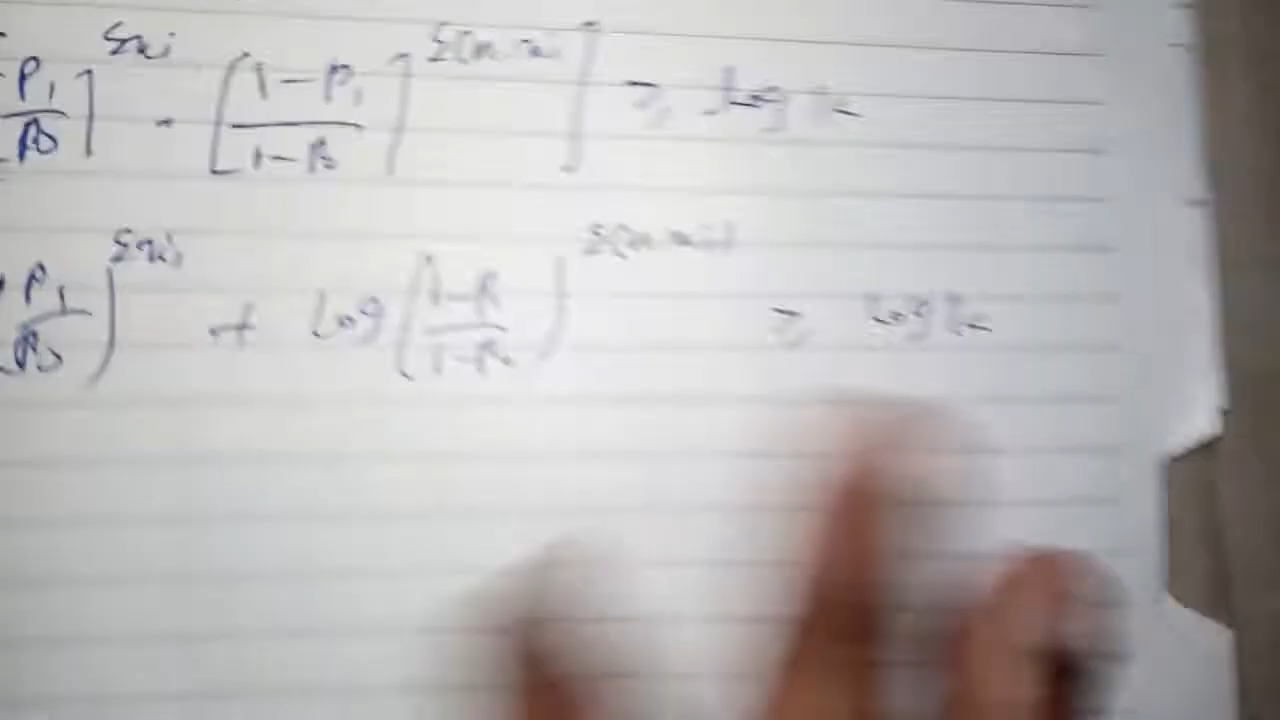 P₁/P₀]^Σxi · [(1-P₁)/(1-P₀)]^Σ(n-xi)] ≥ log k
P₁/P₀)^Σxi + log((1-P₁)/(1-P₀))^Σ(n-xi) ≥ log k